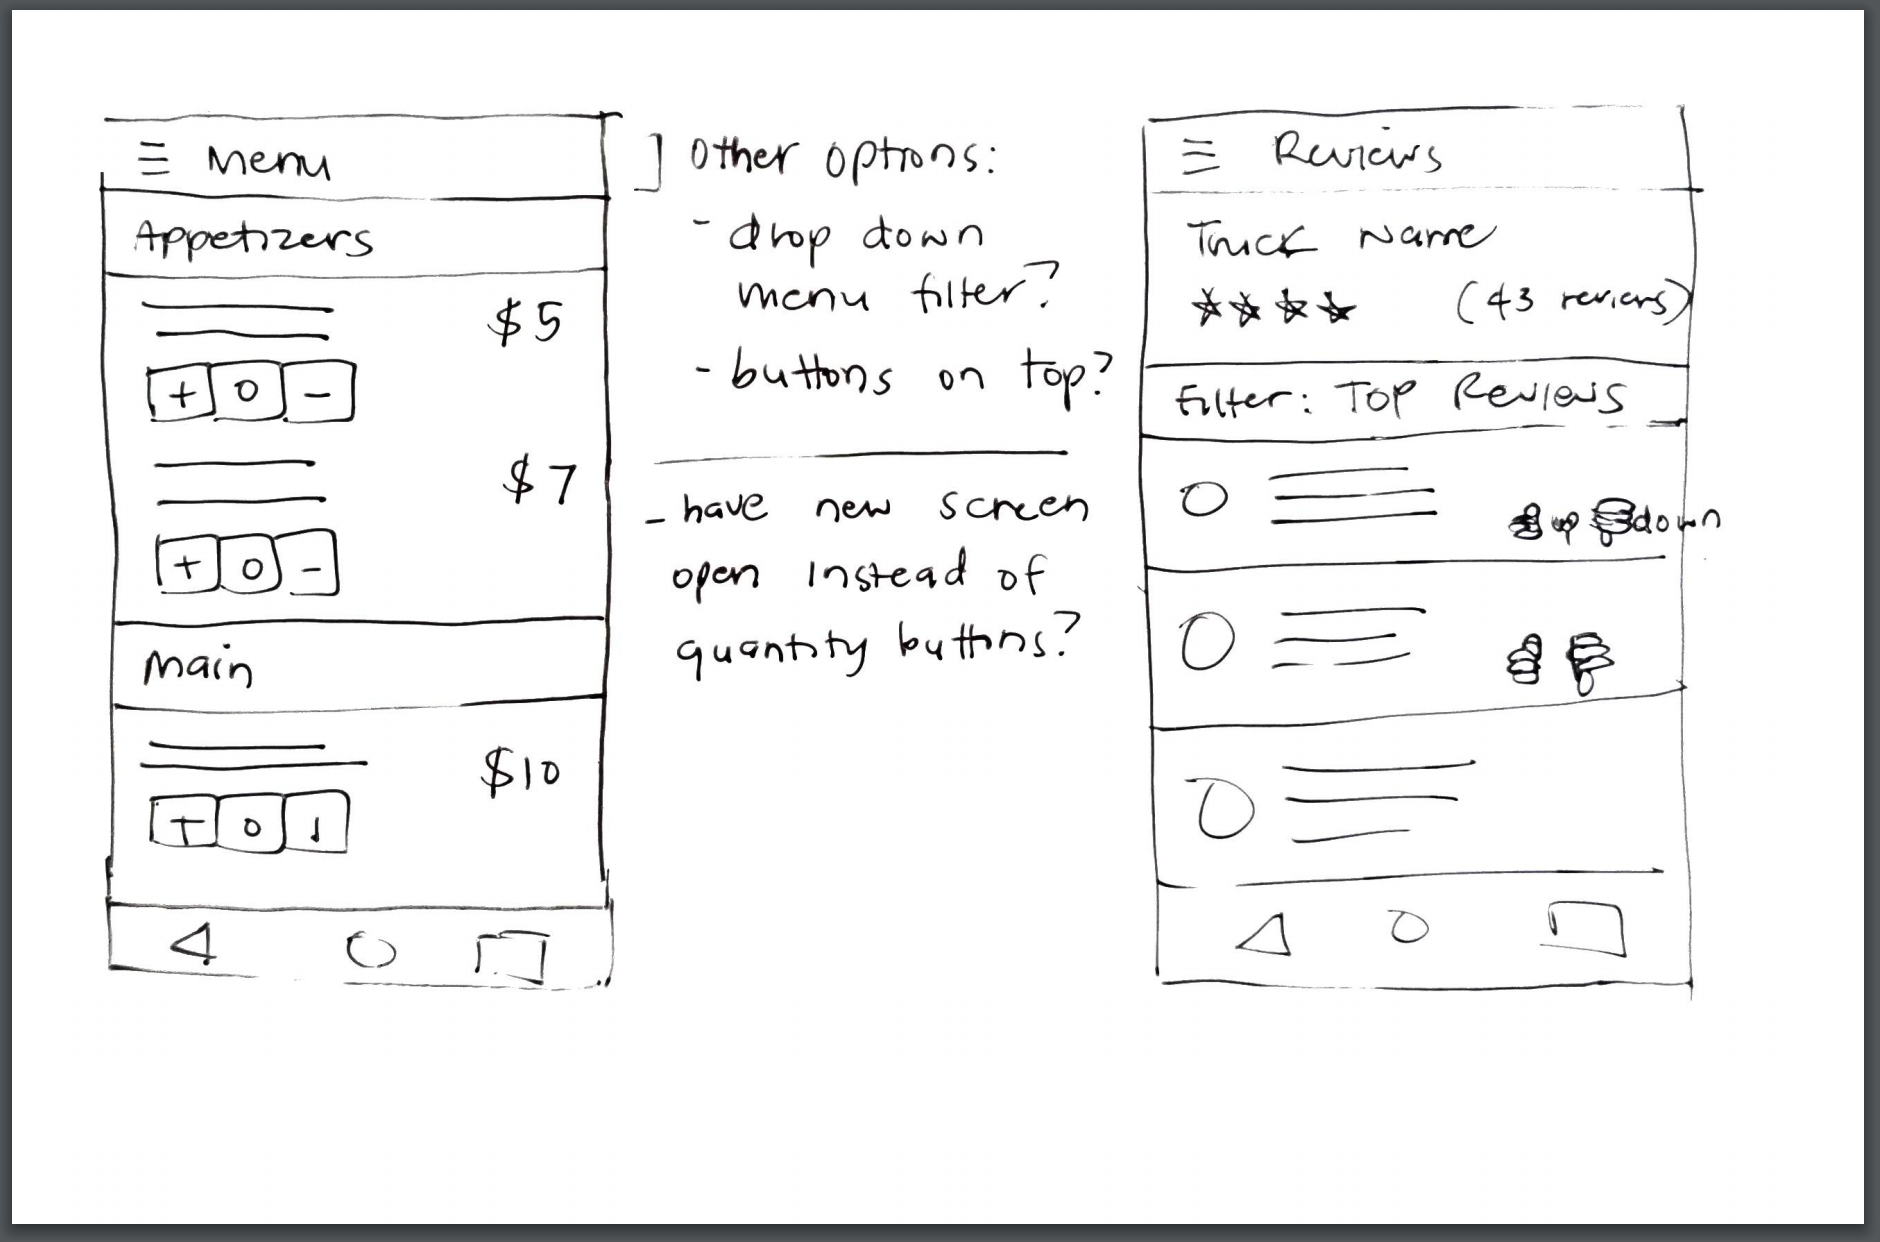 Menu
Appetizers
$5
+ 0 -
$7
+ 0 -
Main
$10
+ 0
Other options:
- drop down
menu filter?
- buttons on top?
- have new screen
open instead of
quantity buttons?
Reviews
Truck Name
(43 reviews)
Filter: Top Reviews
up down